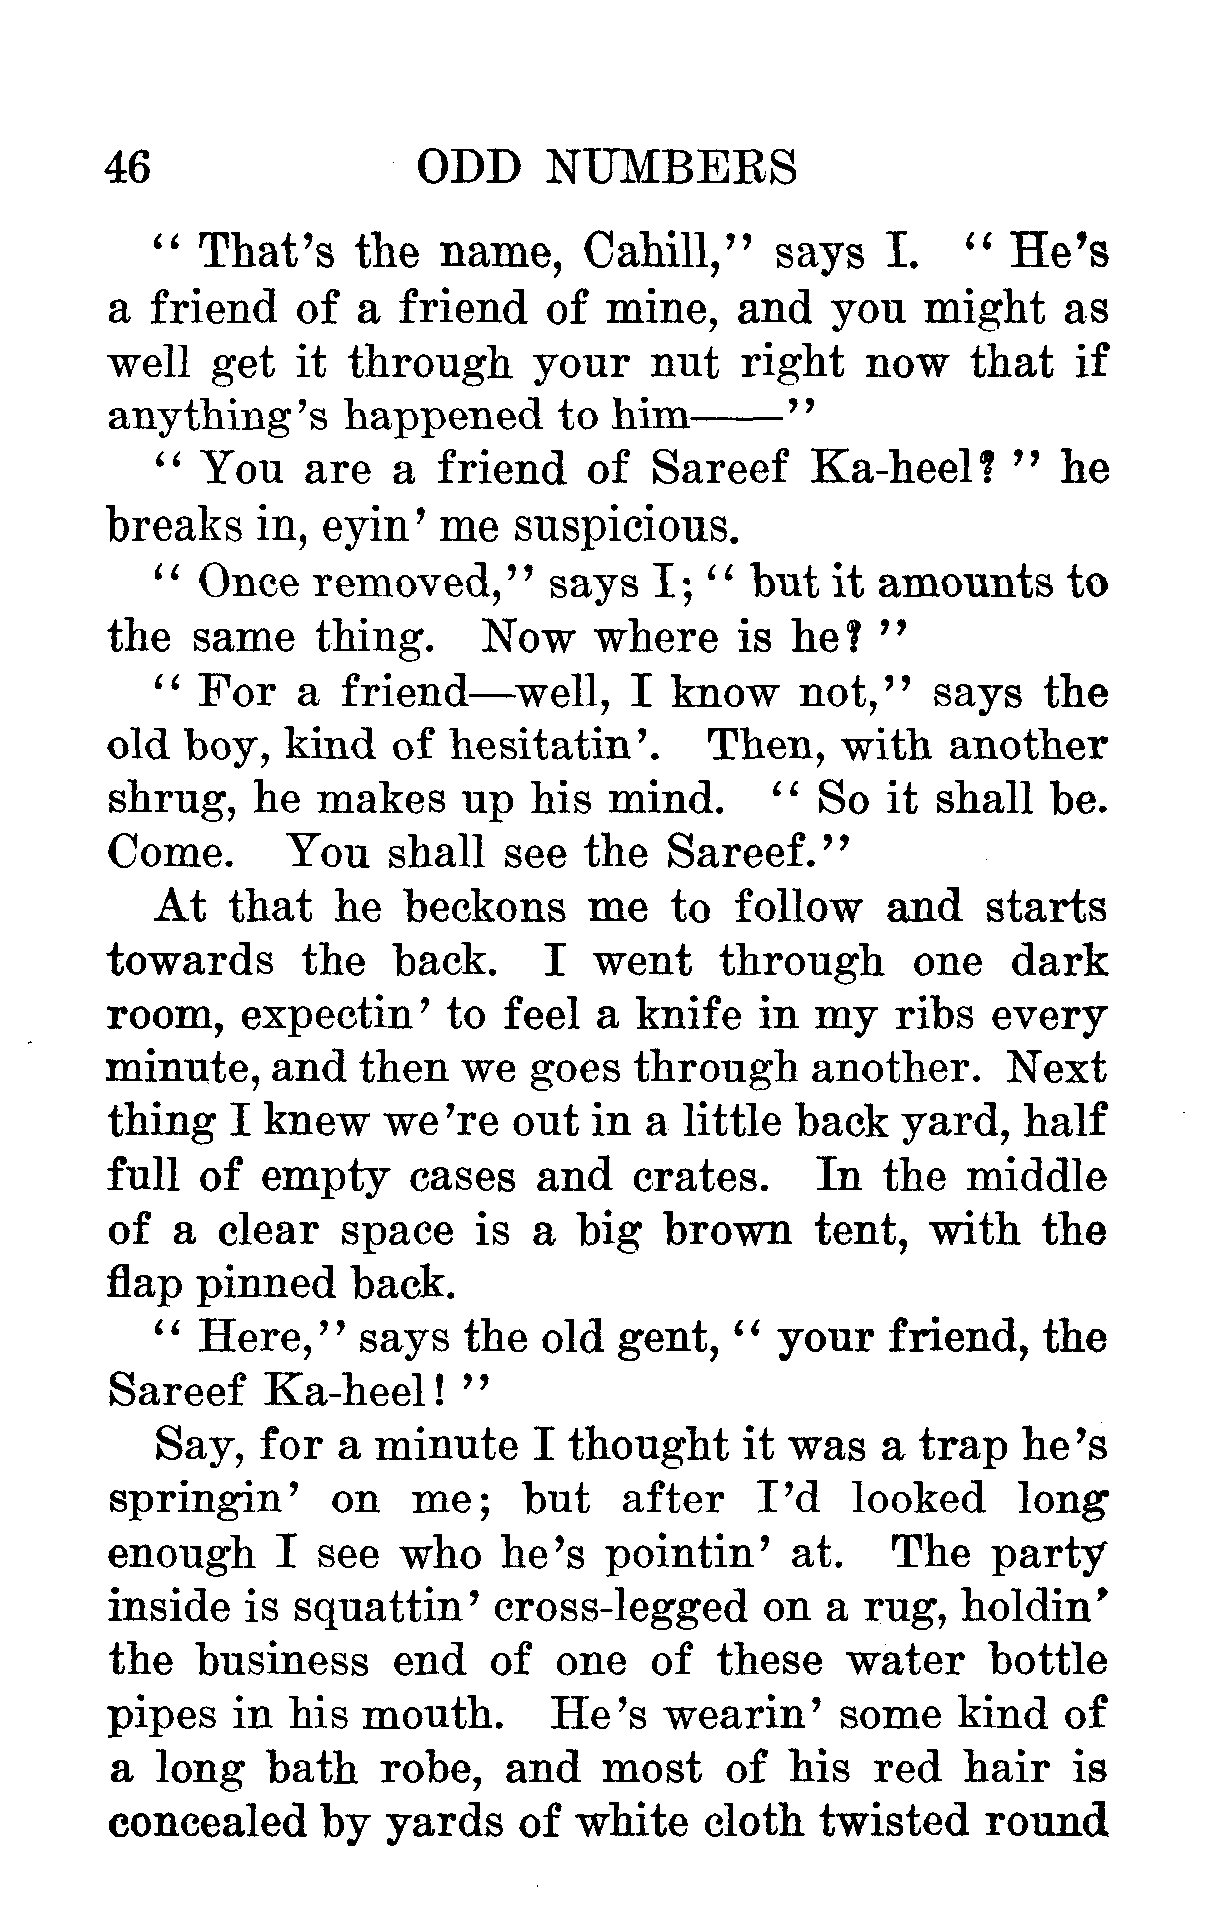 46 ODD NUMBERS
“ That’s the name, Cahill,” says I. “ He’s
a friend of a friend of mine, and you might as
well get it through your nut right now that if
anything’s happened to him——”
“ You are a friend of Sareef Ka-heel? ” he
breaks in, eyin’ me suspicious.
“ Once removed,” says I; “ but it amounts to
the same thing. Now where is he? ”
“ For a friend—well, I know not,” says the
old boy, kind of hesitatin’. Then, with another
shrug, he makes up his mind. “ So it shall be.
Come. You shall see the Sareef.”
At that he beckons me to follow and starts
towards the back. I went through one dark
room, expectin’ to feel a knife in my ribs every
minute, and then we goes through another. Next
thing I knew we’re out in a little back yard, half
full of empty cases and crates. In the middle
of a clear space is a big brown tent, with the
flap pinned back.
“ Here,” says the old gent, “ your friend, the
Sareef Ka-heel! ”
Say, for a minute I thought it was a trap he’s
springin’ on me; but after I’d looked long
enough I see who he’s pointin’ at. The party
inside is squattin’ cross-legged on a rug, holdin’
the business end of one of these water bottle
pipes in his mouth. He’s wearin’ some kind of
a long bath robe, and most of his red hair is
concealed by yards of white cloth twisted round